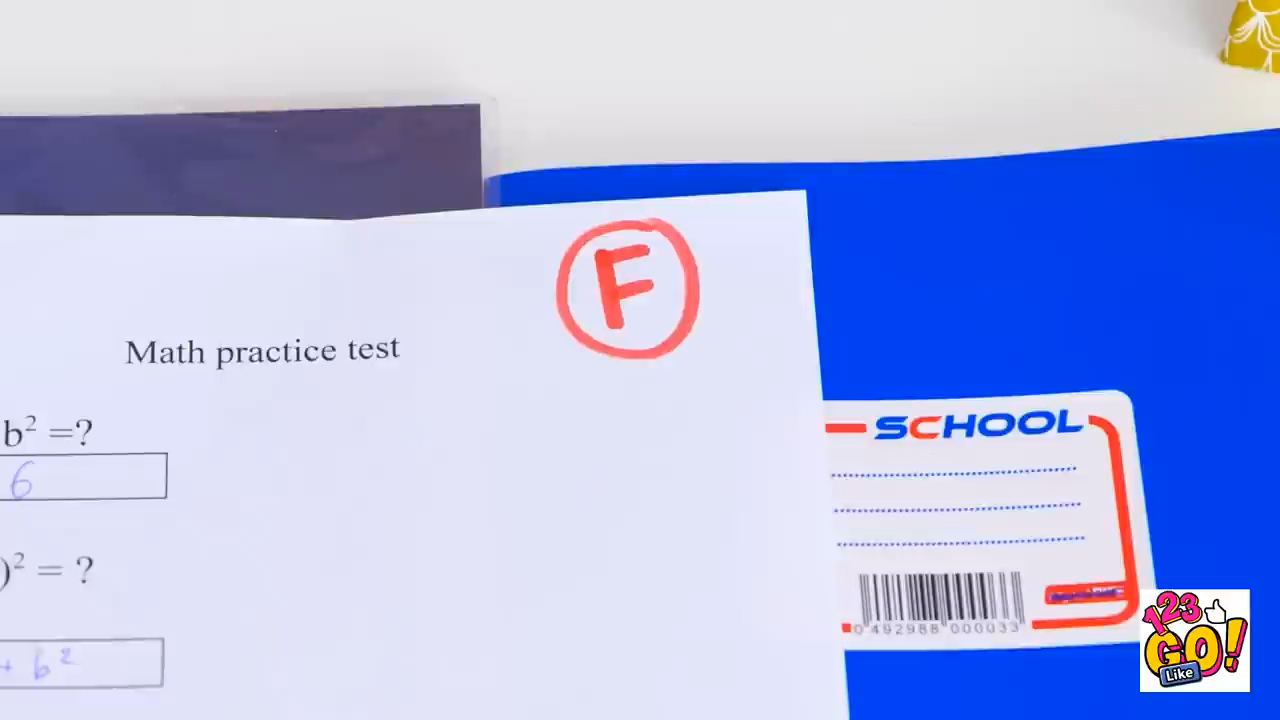 F
Math practice test
b² =?
6
)² = ?
+ b²
SCHOOL
0 492988 000033
123
GO!
Like